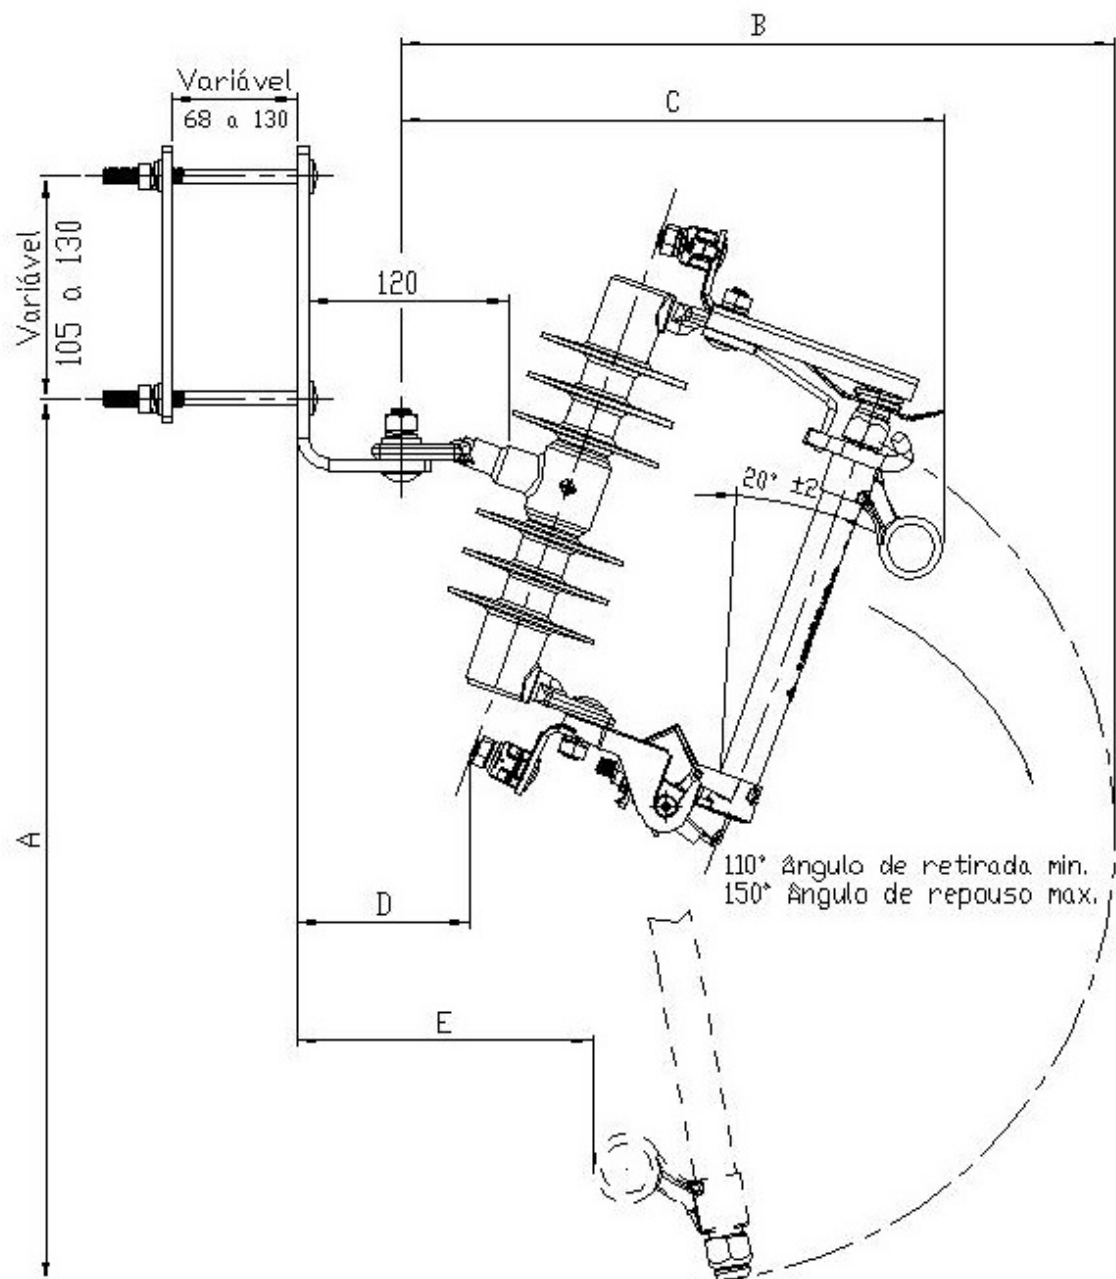 B
Variável
68 a 130
C
Variável
105 a 130
120
20° ±2
A
110° Ângulo de retirada min.
150° Ângulo de repouso max.
D
E